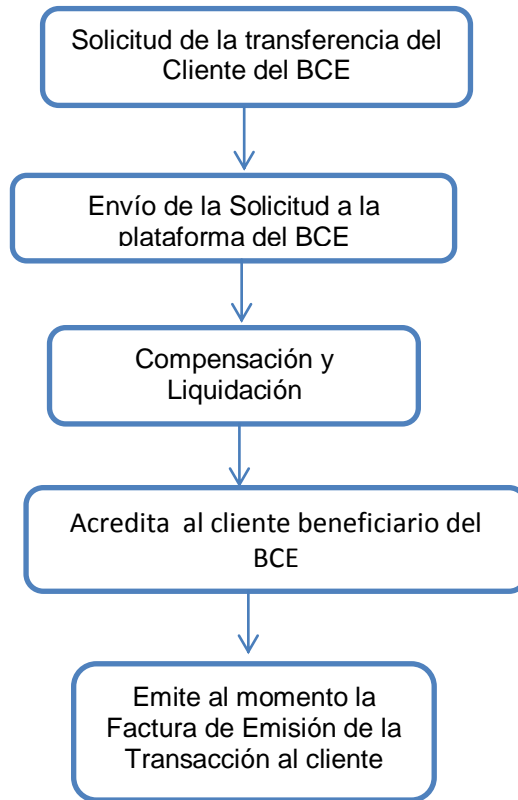 Solicitud de la transferencia del
Cliente del BCE
Envío de la Solicitud a la
plataforma del BCE
Compensación y
Liquidación
Acredita al cliente beneficiario del
BCE
Emite al momento la
Factura de Emisión de la
Transacción al cliente